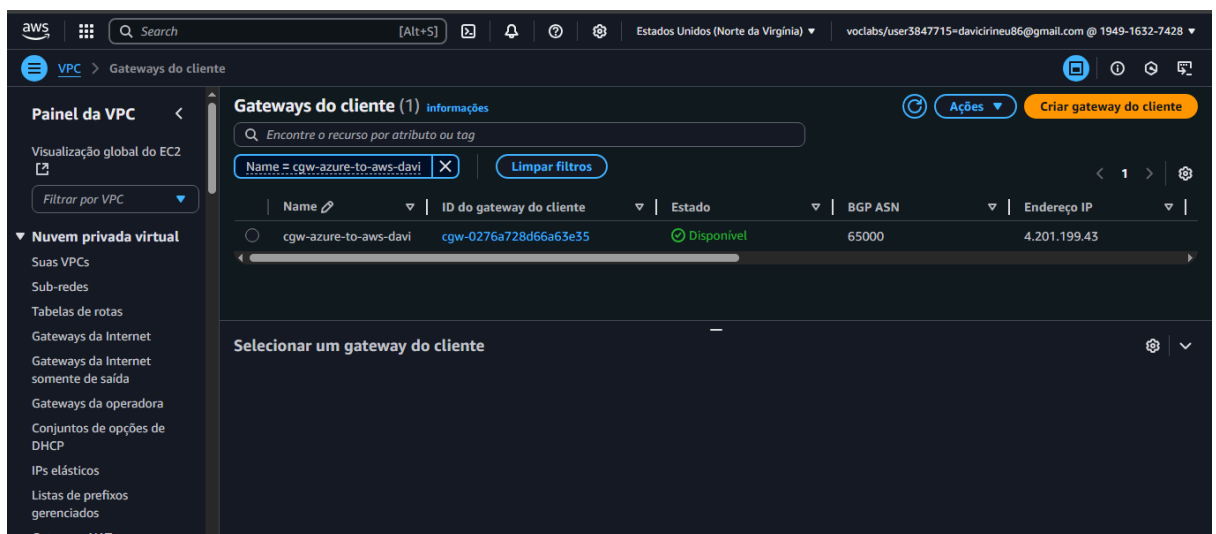 aws
Search [Alt+S] Estados Unidos (Norte da Virgínia) ▼ voclabs/user3847715=davicirineu86@gmail.com @ 1949-1632-7428 ▼
VPC > Gateways do cliente
Painel da VPC
Visualização global do EC2
Filtrar por VPC ▼
▼ Nuvem privada virtual
Suas VPCs
Sub-redes
Tabelas de rotas
Gateways da Internet
Gateways da Internet
somente de saída
Gateways da operadora
Conjuntos de opções de
DHCP
IPs elásticos
Listas de prefixos
gerenciados
Gateways do cliente (1) informações
Ações ▼
Criar gateway do cliente
Encontre o recurso por atributo ou tag
Name = cgw-azure-to-aws-davi
Limpar filtros
< 1 >
Name ID do gateway do cliente Estado BGP ASN Endereço IP
cgw-azure-to-aws-davi cgw-0276a728d66a63e35 Disponível 65000 4.201.199.43
Selecionar um gateway do cliente